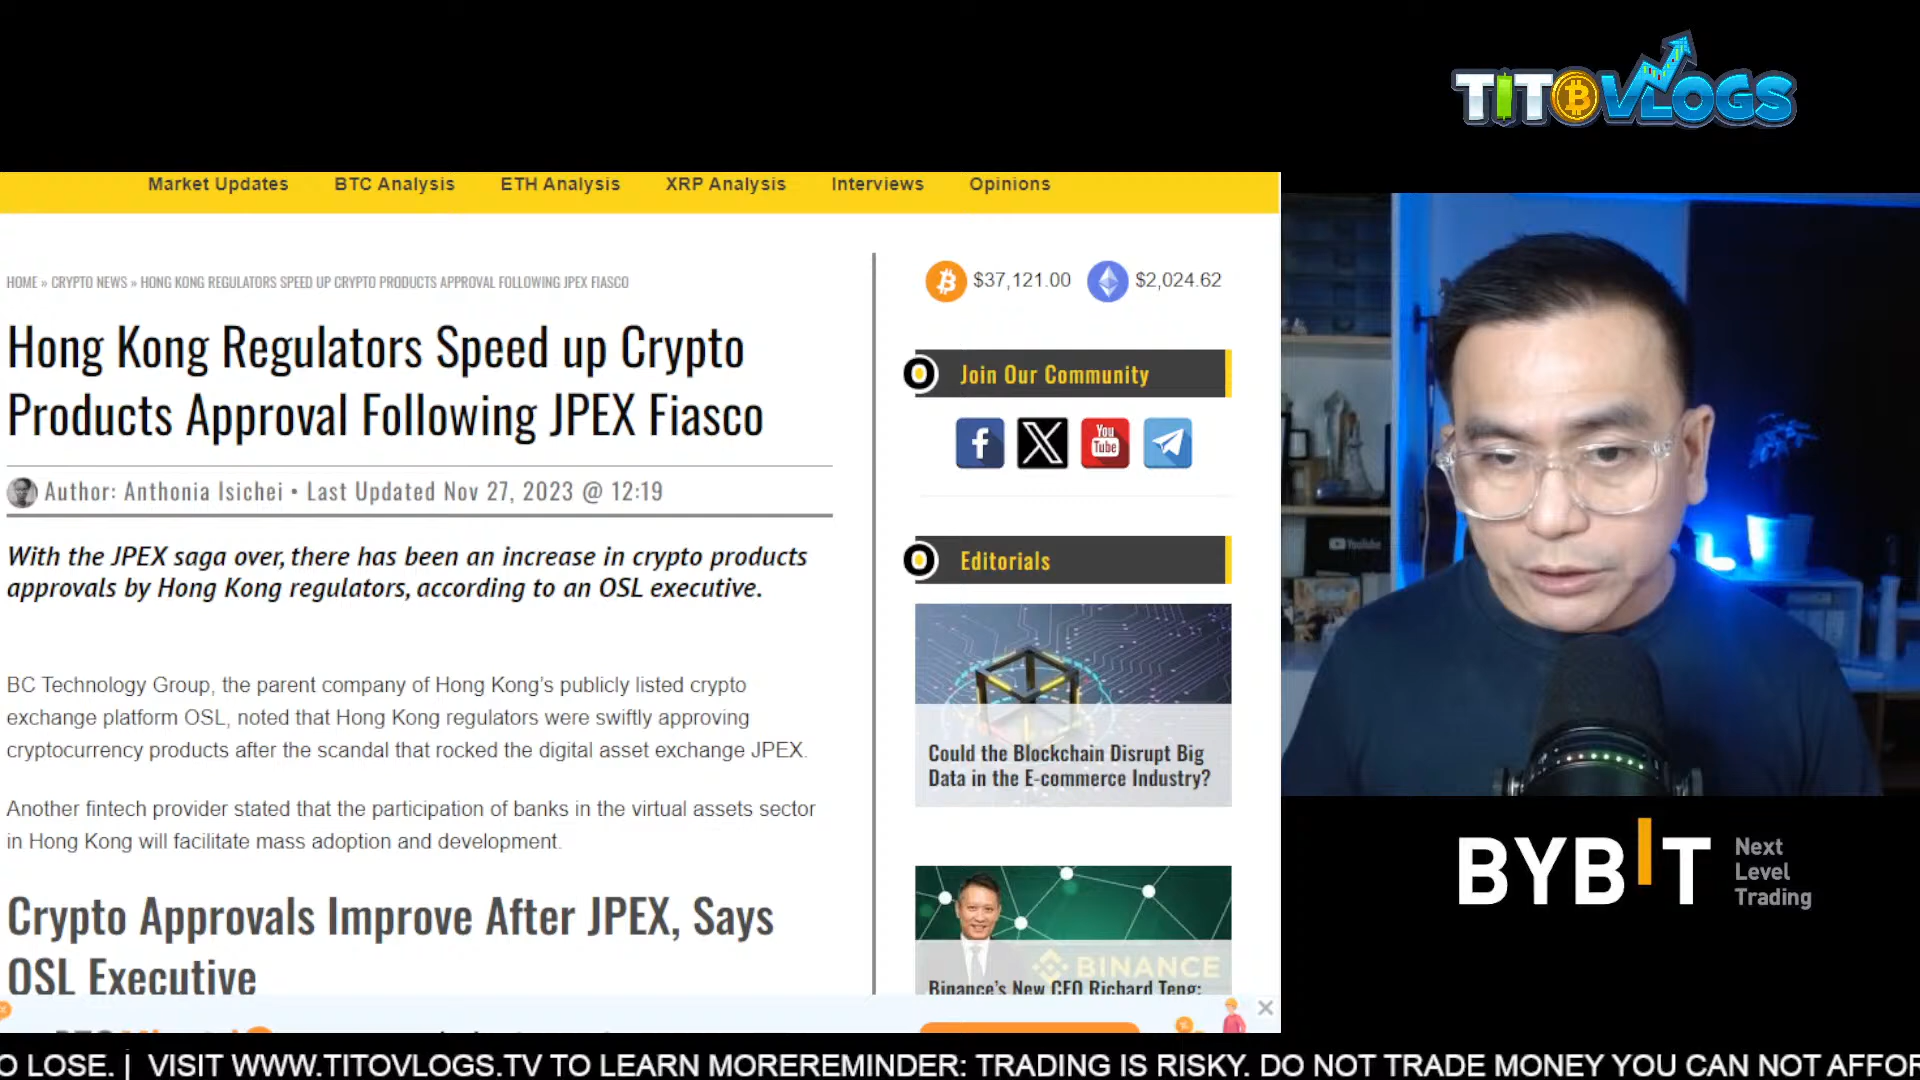 TITOVLOGS
Market Updates BTC Analysis ETH Analysis XRP Analysis Interviews Opinions
HOME » CRYPTO NEWS » HONG KONG REGULATORS SPEED UP CRYPTO PRODUCTS APPROVAL FOLLOWING JPEX FIASCO
Hong Kong Regulators Speed up Crypto
Products Approval Following JPEX Fiasco
Author: Anthonia Isichei • Last Updated Nov 27, 2023 @ 12:19
With the JPEX saga over, there has been an increase in crypto products
approvals by Hong Kong regulators, according to an OSL executive.
BC Technology Group, the parent company of Hong Kong's publicly listed crypto
exchange platform OSL, noted that Hong Kong regulators were swiftly approving
cryptocurrency products after the scandal that rocked the digital asset exchange JPEX.
Another fintech provider stated that the participation of banks in the virtual assets sector
in Hong Kong will facilitate mass adoption and development.
Crypto Approvals Improve After JPEX, Says
OSL Executive
$37,121.00 $2,024.62
Join Our Community
You
Tube
Editorials
Could the Blockchain Disrupt Big
Data in the E-commerce Industry?
BINANCE
Binance's New CEO Richard Teng:
YouTube
BYBIT
Next
Level
Trading
O LOSE. | VISIT WWW.TITOVLOGS.TV TO LEARN MOREREMINDER: TRADING IS RISKY. DO NOT TRADE MONEY YOU CAN NOT AFFOR